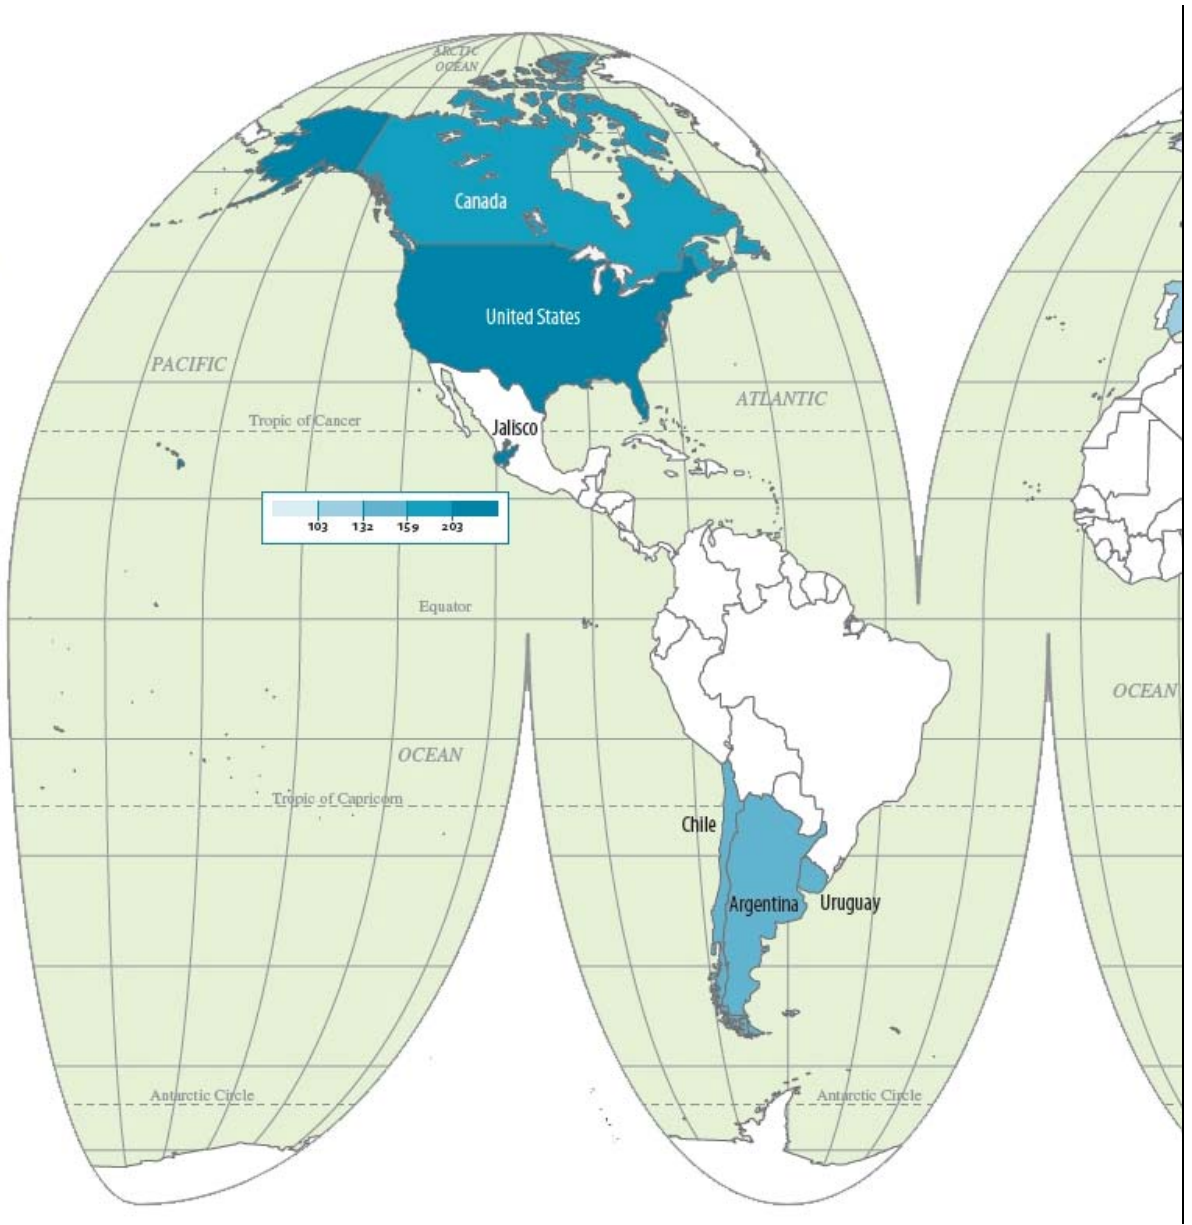 ARCTIC
OCEAN
Canada
United States
PACIFIC
ATLANTIC
Tropic of Cancer
Jalisco
103 132 159 203
Equator
OCEAN
OCEAN
Tropic of Capricorn
Chile
Argentina
Uruguay
Antarctic Circle
Antarctic Circle